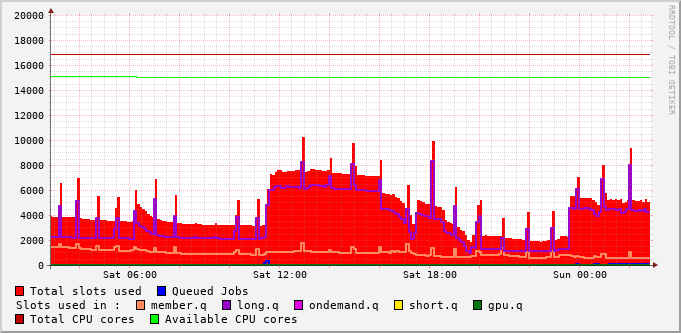 20000
18000
16000
14000
12000
10000
8000
6000
4000
2000
0
Sat 06:00 Sat 12:00 Sat 18:00 Sun 00:00
RRDTOOL / TOBI OETIKER
Total slots used Queued Jobs
Slots used in : member.q long.q ondemand.q short.q gpu.q
Total CPU cores Available CPU cores